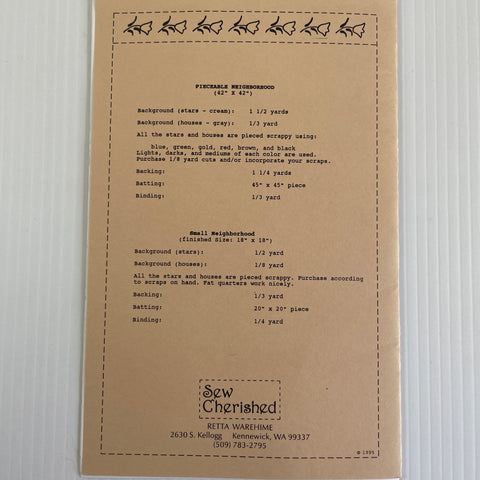 PIECEABLE NEIGHBORHOOD
(42" X 42")
Background (stars - cream): 1 1/2 yards
Background (houses - gray): 1/3 yard
All the stars and houses are pieced scrappy using:
blue, green, gold, red, brown, and black
Lights, darks, and mediums of each color are used.
Purchase 1/8 yard cuts and/or incorporate your scraps.
Backing: 1 1/4 yards
Batting: 45" x 45" piece
Binding: 1/3 yard
Small Neighborhood
(finished Size: 18" x 18")
Background (stars): 1/2 yard
Background (houses): 1/8 yard
All the stars and houses are pieced scrappy. Purchase according
to scraps on hand. Fat quarters work nicely.
Backing: 1/3 yard
Batting: 20" x 20" piece
Binding: 1/4 yard
Sew
Cherished
RETTA WAREHIME
2630 S. Kellogg Kennewick, WA 99337
(509) 783-2795
© 1995